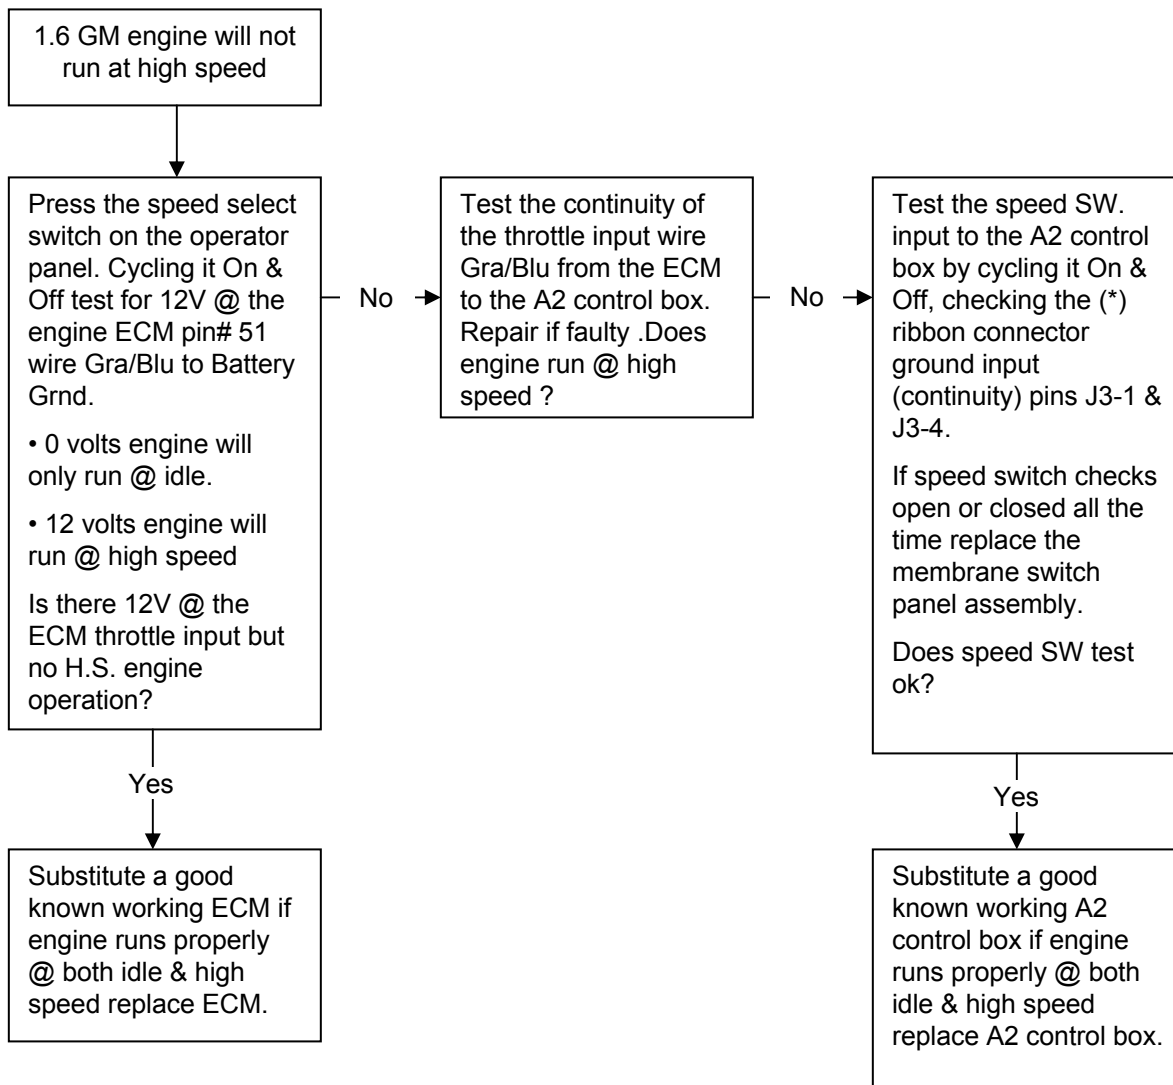 1.6 GM engine will not
run at high speed
Press the speed select
switch on the operator
panel. Cycling it On &
Off test for 12V @ the
engine ECM pin# 51
wire Gra/Blu to Battery
Grnd.
• 0 volts engine will
only run @ idle.
• 12 volts engine will
run @ high speed
Is there 12V @ the
ECM throttle input but
no H.S. engine
operation?
No
Test the continuity of
the throttle input wire
Gra/Blu from the ECM
to the A2 control box.
Repair if faulty .Does
engine run @ high
speed ?
No
Test the speed SW.
input to the A2 control
box by cycling it On &
Off, checking the (*)
ribbon connector
ground input
(continuity) pins J3-1 &
J3-4.
If speed switch checks
open or closed all the
time replace the
membrane switch
panel assembly.
Does speed SW test
ok?
Yes
Yes
Substitute a good
known working ECM if
engine runs properly
@ both idle & high
speed replace ECM.
Substitute a good
known working A2
control box if engine
runs properly @ both
idle & high speed
replace A2 control box.